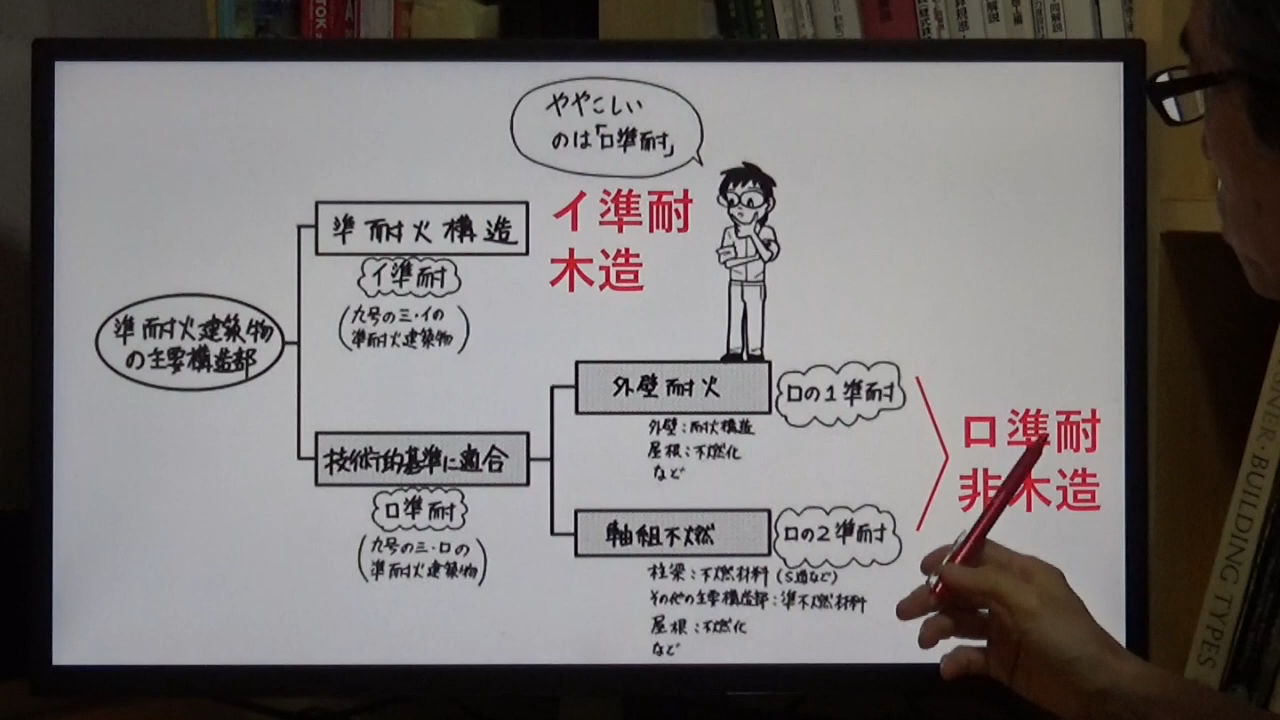 ややこしい
のは「ロ準耐」
準耐火構造
イ準耐
木造
イ準耐
(九号の三・イの
準耐火建築物)
準耐火建築物
の主要構造部
外壁耐火
ロの1準耐
外壁:耐火構造
屋根:不燃化
など
ロ準耐
非木造
技術的基準に適合
ロ準耐
(九号の三・ロの
準耐火建築物)
軸組不燃
ロの2準耐
柱梁:不燃材料(S造など)
その他の主要構造部:準不燃材料
屋根:不燃化
など
BUILDING TYPES